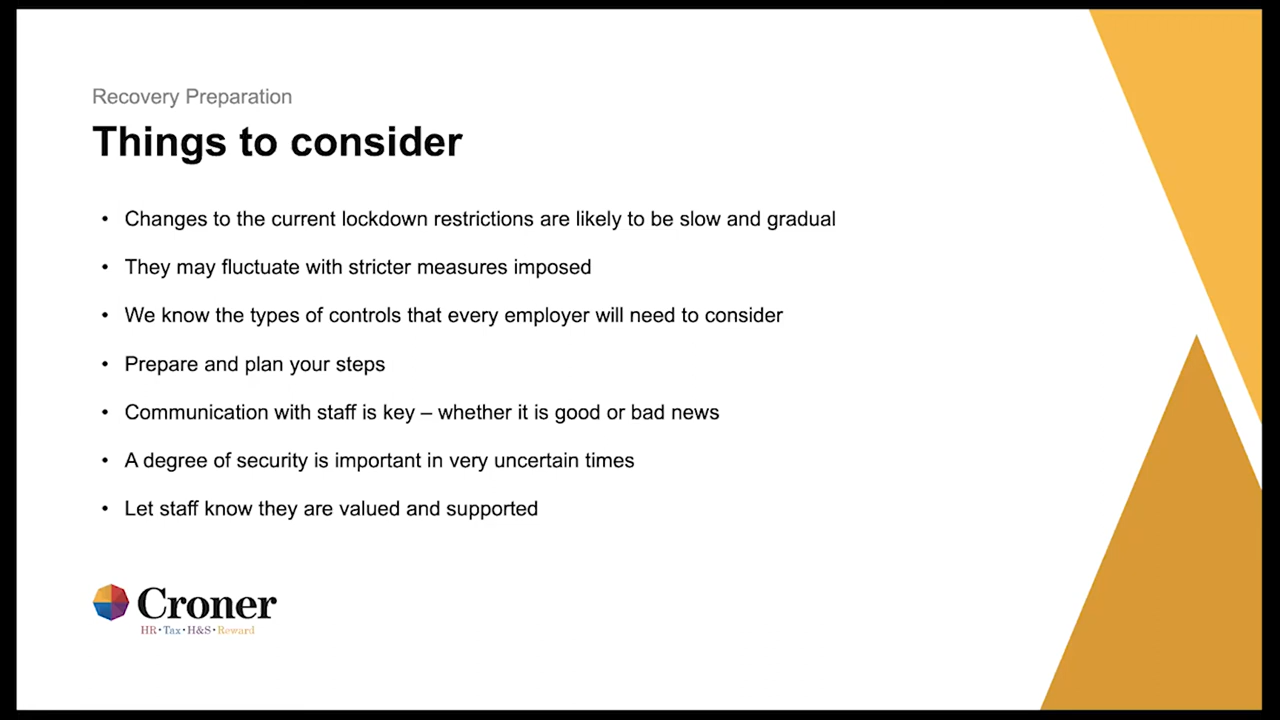 Recovery Preparation
Things to consider
• Changes to the current lockdown restrictions are likely to be slow and gradual
• They may fluctuate with stricter measures imposed
• We know the types of controls that every employer will need to consider
• Prepare and plan your steps
• Communication with staff is key – whether it is good or bad news
• A degree of security is important in very uncertain times
• Let staff know they are valued and supported
Croner
HR•Tax•H&S•Reward